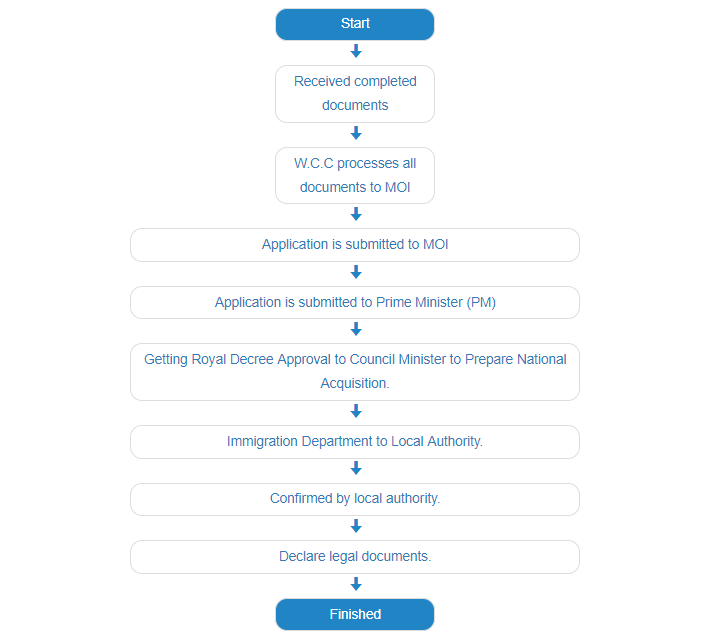 Start
Received completed
documents
W.C.C processes all
documents to MOI
Application is submitted to MOI
Application is submitted to Prime Minister (PM)
Getting Royal Decree Approval to Council Minister to Prepare National
Acquisition.
Immigration Department to Local Authority.
Confirmed by local authority.
Declare legal documents.
Finished